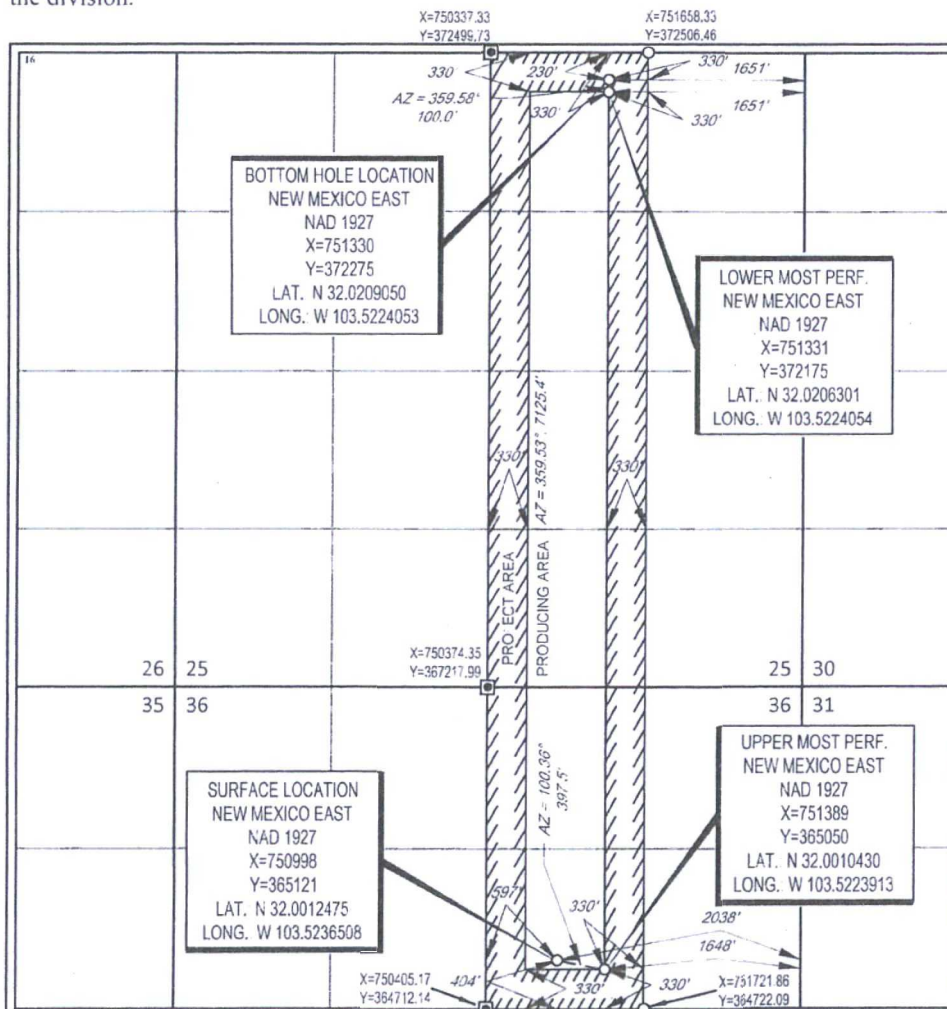 the division.
X=750337.33
Y=372499.73
X=751658.33
Y=372506.46
16
330'
230'
330'
1651'
AZ = 359.58°
100.0'
330'
330'
1651'
BOTTOM HOLE LOCATION
NEW MEXICO EAST
NAD 1927
X=751330
Y=372275
LAT. N 32.0209050
LONG. W 103.5224053
LOWER MOST PERF.
NEW MEXICO EAST
NAD 1927
X=751331
Y=372175
LAT. N 32.0206301
LONG. W 103.5224054
330'
AZ = 359.53°, 7125.4'
330'
PROJECT AREA
PRODUCING AREA
X=750374.35
Y=367217.99
26 25
35 36
25 30
36 31
SURFACE LOCATION
NEW MEXICO EAST
NAD 1927
X=750998
Y=365121
LAT. N 32.0012475
LONG. W 103.5236508
AZ = 100.36°
397.5'
UPPER MOST PERF.
NEW MEXICO EAST
NAD 1927
X=751389
Y=365050
LAT. N 32.0010430
LONG. W 103.5223913
597'
330'
2038'
1648'
X=750405.17
Y=364712.14
404'
330'
330'
X=751721.86
Y=364722.09